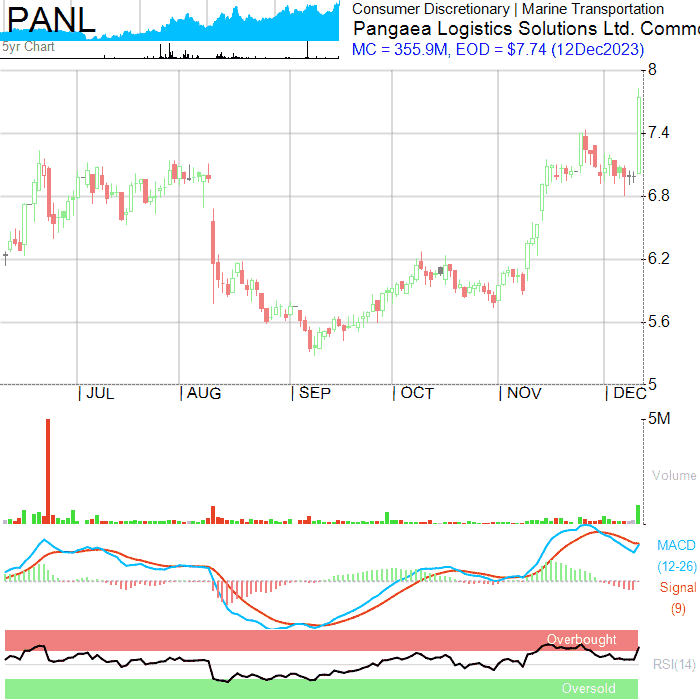 PANL
5yr Chart
Consumer Discretionary | Marine Transportation
Pangaea Logistics Solutions Ltd. Commo
MC = 355.9M, EOD = $7.74 (12Dec2023)
8
7.4
6.8
6.2
5.6
5
JUL
AUG
SEP
OCT
NOV
DEC
5M
Volume
MACD
(12-26)
Signal
(9)
Overbought
RSI(14)
Oversold